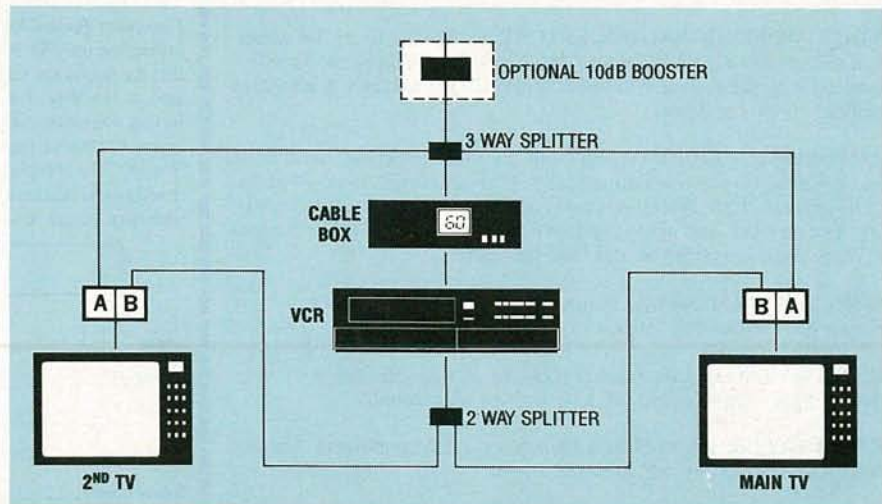 OPTIONAL 10dB BOOSTER
3 WAY SPLITTER
CABLE
BOX
60
A B
B A
VCR
2 WAY SPLITTER
2ND TV
MAIN TV